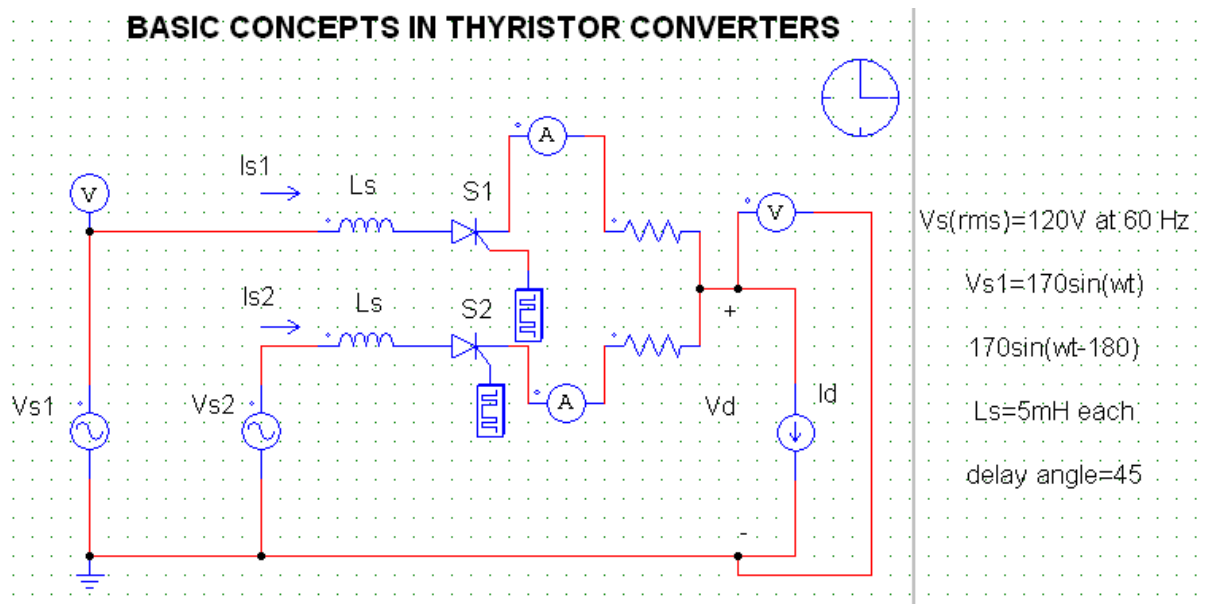 BASIC CONCEPTS IN THYRISTOR CONVERTERS
A
Is1
Ls
S1
V
V
Vs(rms)=120V at 60 Hz
Vs1=170sin(wt)
Is2
Ls
S2
+
170sin(wt-180)
Vs1
Vs2
A
Vd
Id
Ls=5mH each
delay angle=45
-